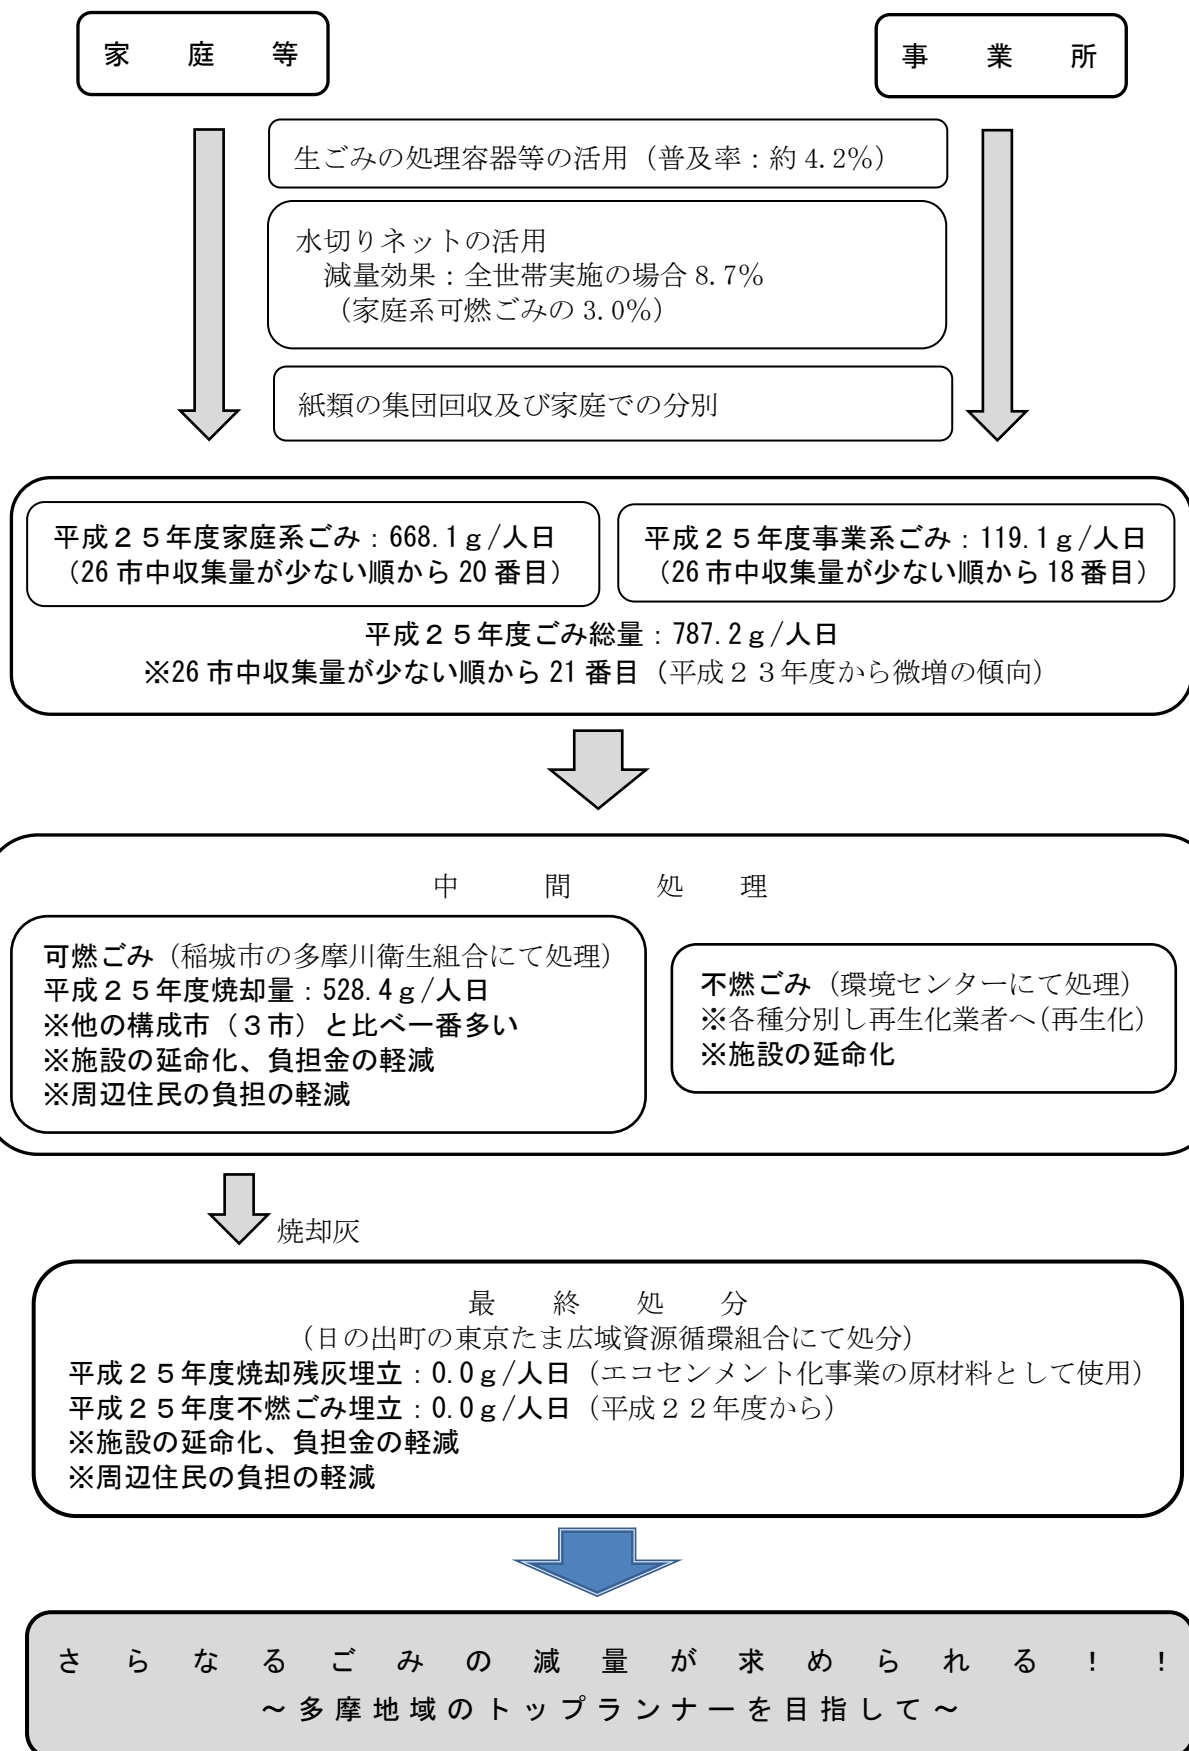 家庭等
事業所
生ごみの処理容器等の活用（普及率：約4.2％）
水切りネットの活用
減量効果：全世帯実施の場合8.7％
（家庭系可燃ごみの3.0％）
紙類の集団回収及び家庭での分別
平成２５年度家庭系ごみ：668.1ｇ/人日
（26市中収集量が少ない順から20番目）
平成２５年度事業系ごみ：119.1ｇ/人日
（26市中収集量が少ない順から18番目）
平成２５年度ごみ総量：787.2ｇ/人日
※26市中収集量が少ない順から21番目（平成２３年度から微増の傾向）
中間処理
可燃ごみ（稲城市の多摩川衛生組合にて処理）
平成２５年度焼却量：528.4ｇ/人日
※他の構成市（３市）と比べ一番多い
※施設の延命化、負担金の軽減
※周辺住民の負担の軽減
不燃ごみ（環境センターにて処理）
※各種分別し再生化業者へ(再生化)
※施設の延命化
焼却灰
最終処分
（日の出町の東京たま広域資源循環組合にて処分）
平成２５年度焼却残灰埋立：0.0ｇ/人日（エコセンメント化事業の原材料として使用）
平成２５年度不燃ごみ埋立：0.0ｇ/人日（平成２２年度から）
※施設の延命化、負担金の軽減
※周辺住民の負担の軽減
さらなるごみの減量が求められる！！
～多摩地域のトップランナーを目指して～